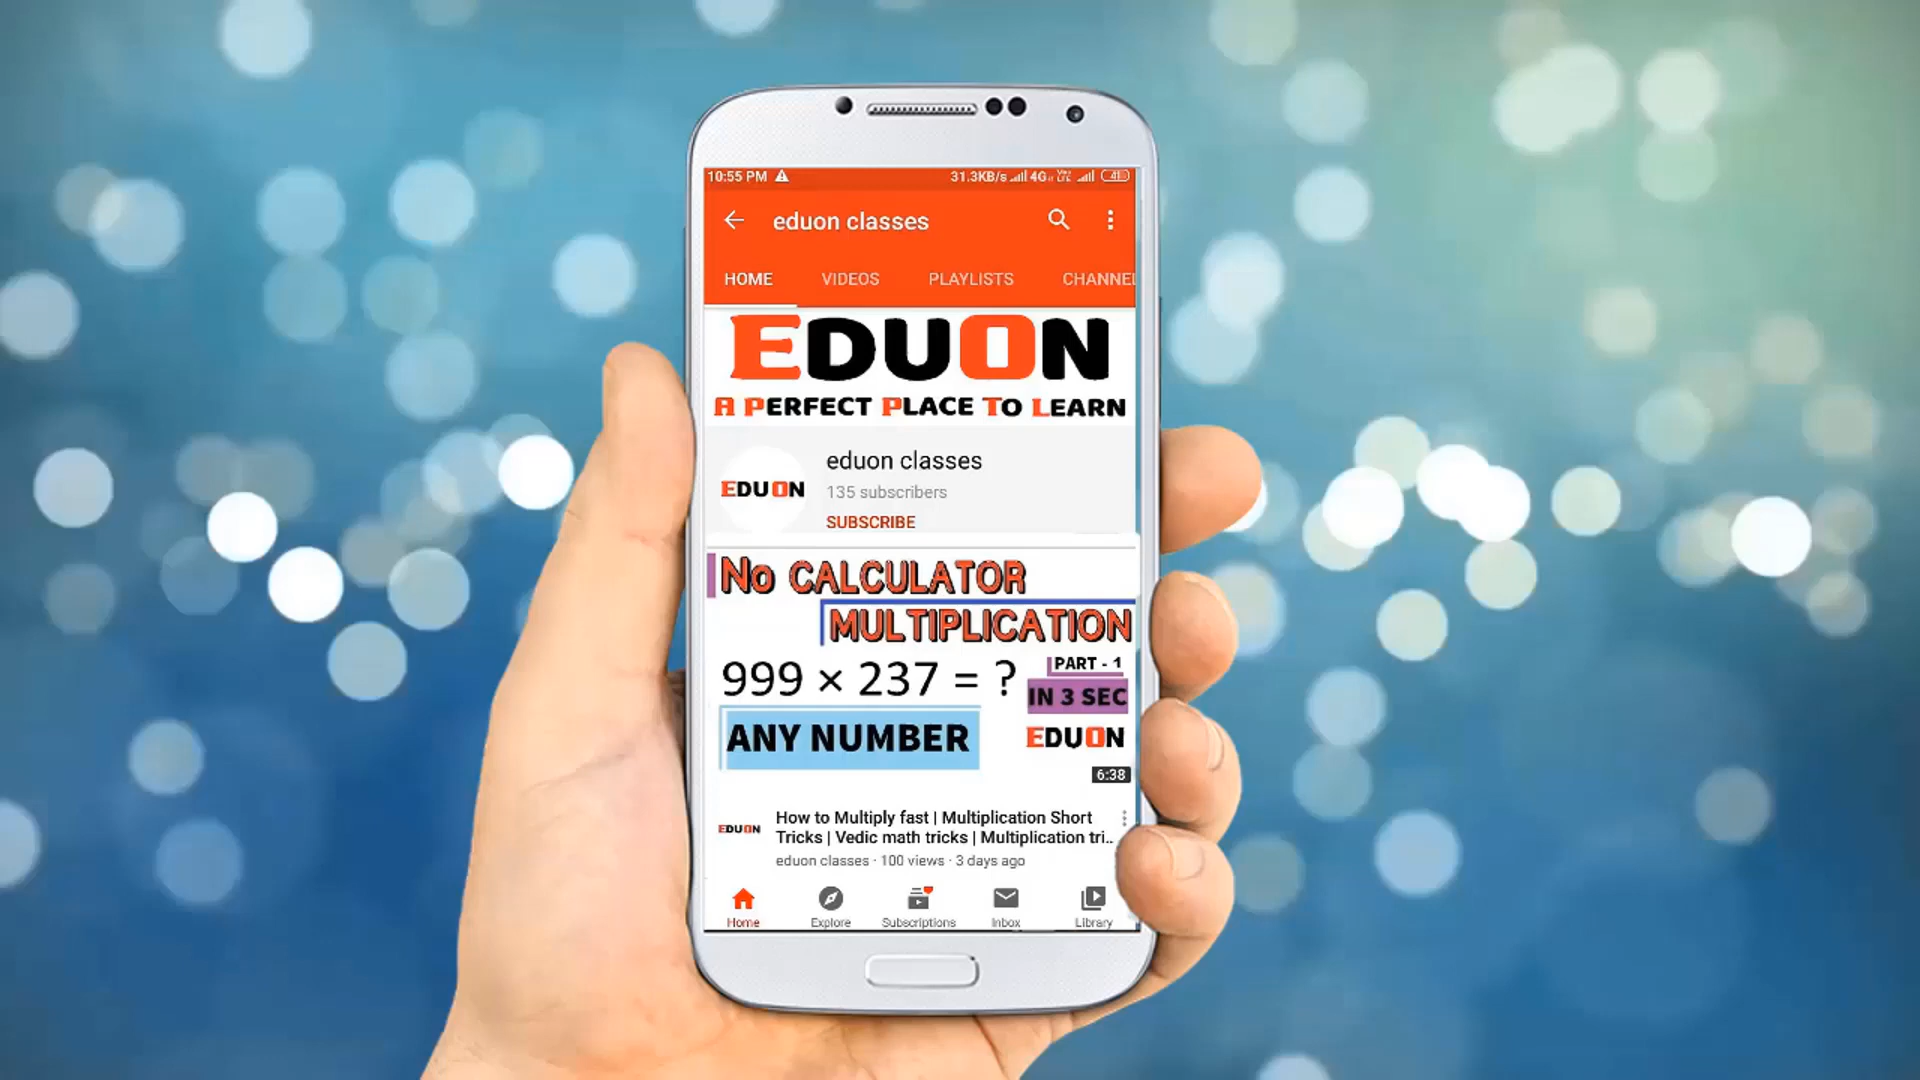 10:55 PM 31.3KB/s 4G VoLTE 41
eduon classes
HOME VIDEOS PLAYLISTS CHANNEL
EDUON
A PERFECT PLACE TO LEARN
eduon classes
EDUON
135 subscribers
SUBSCRIBE
No CALCULATOR
MULTIPLICATION
999 × 237 = ?
PART - 1
IN 3 SEC
ANY NUMBER
EDUON
6:38
EDUON
How to Multiply fast | Multiplication Short
Tricks | Vedic math tricks | Multiplication tri..
eduon classes · 100 views · 3 days ago
Home Explore Subscriptions Inbox Library